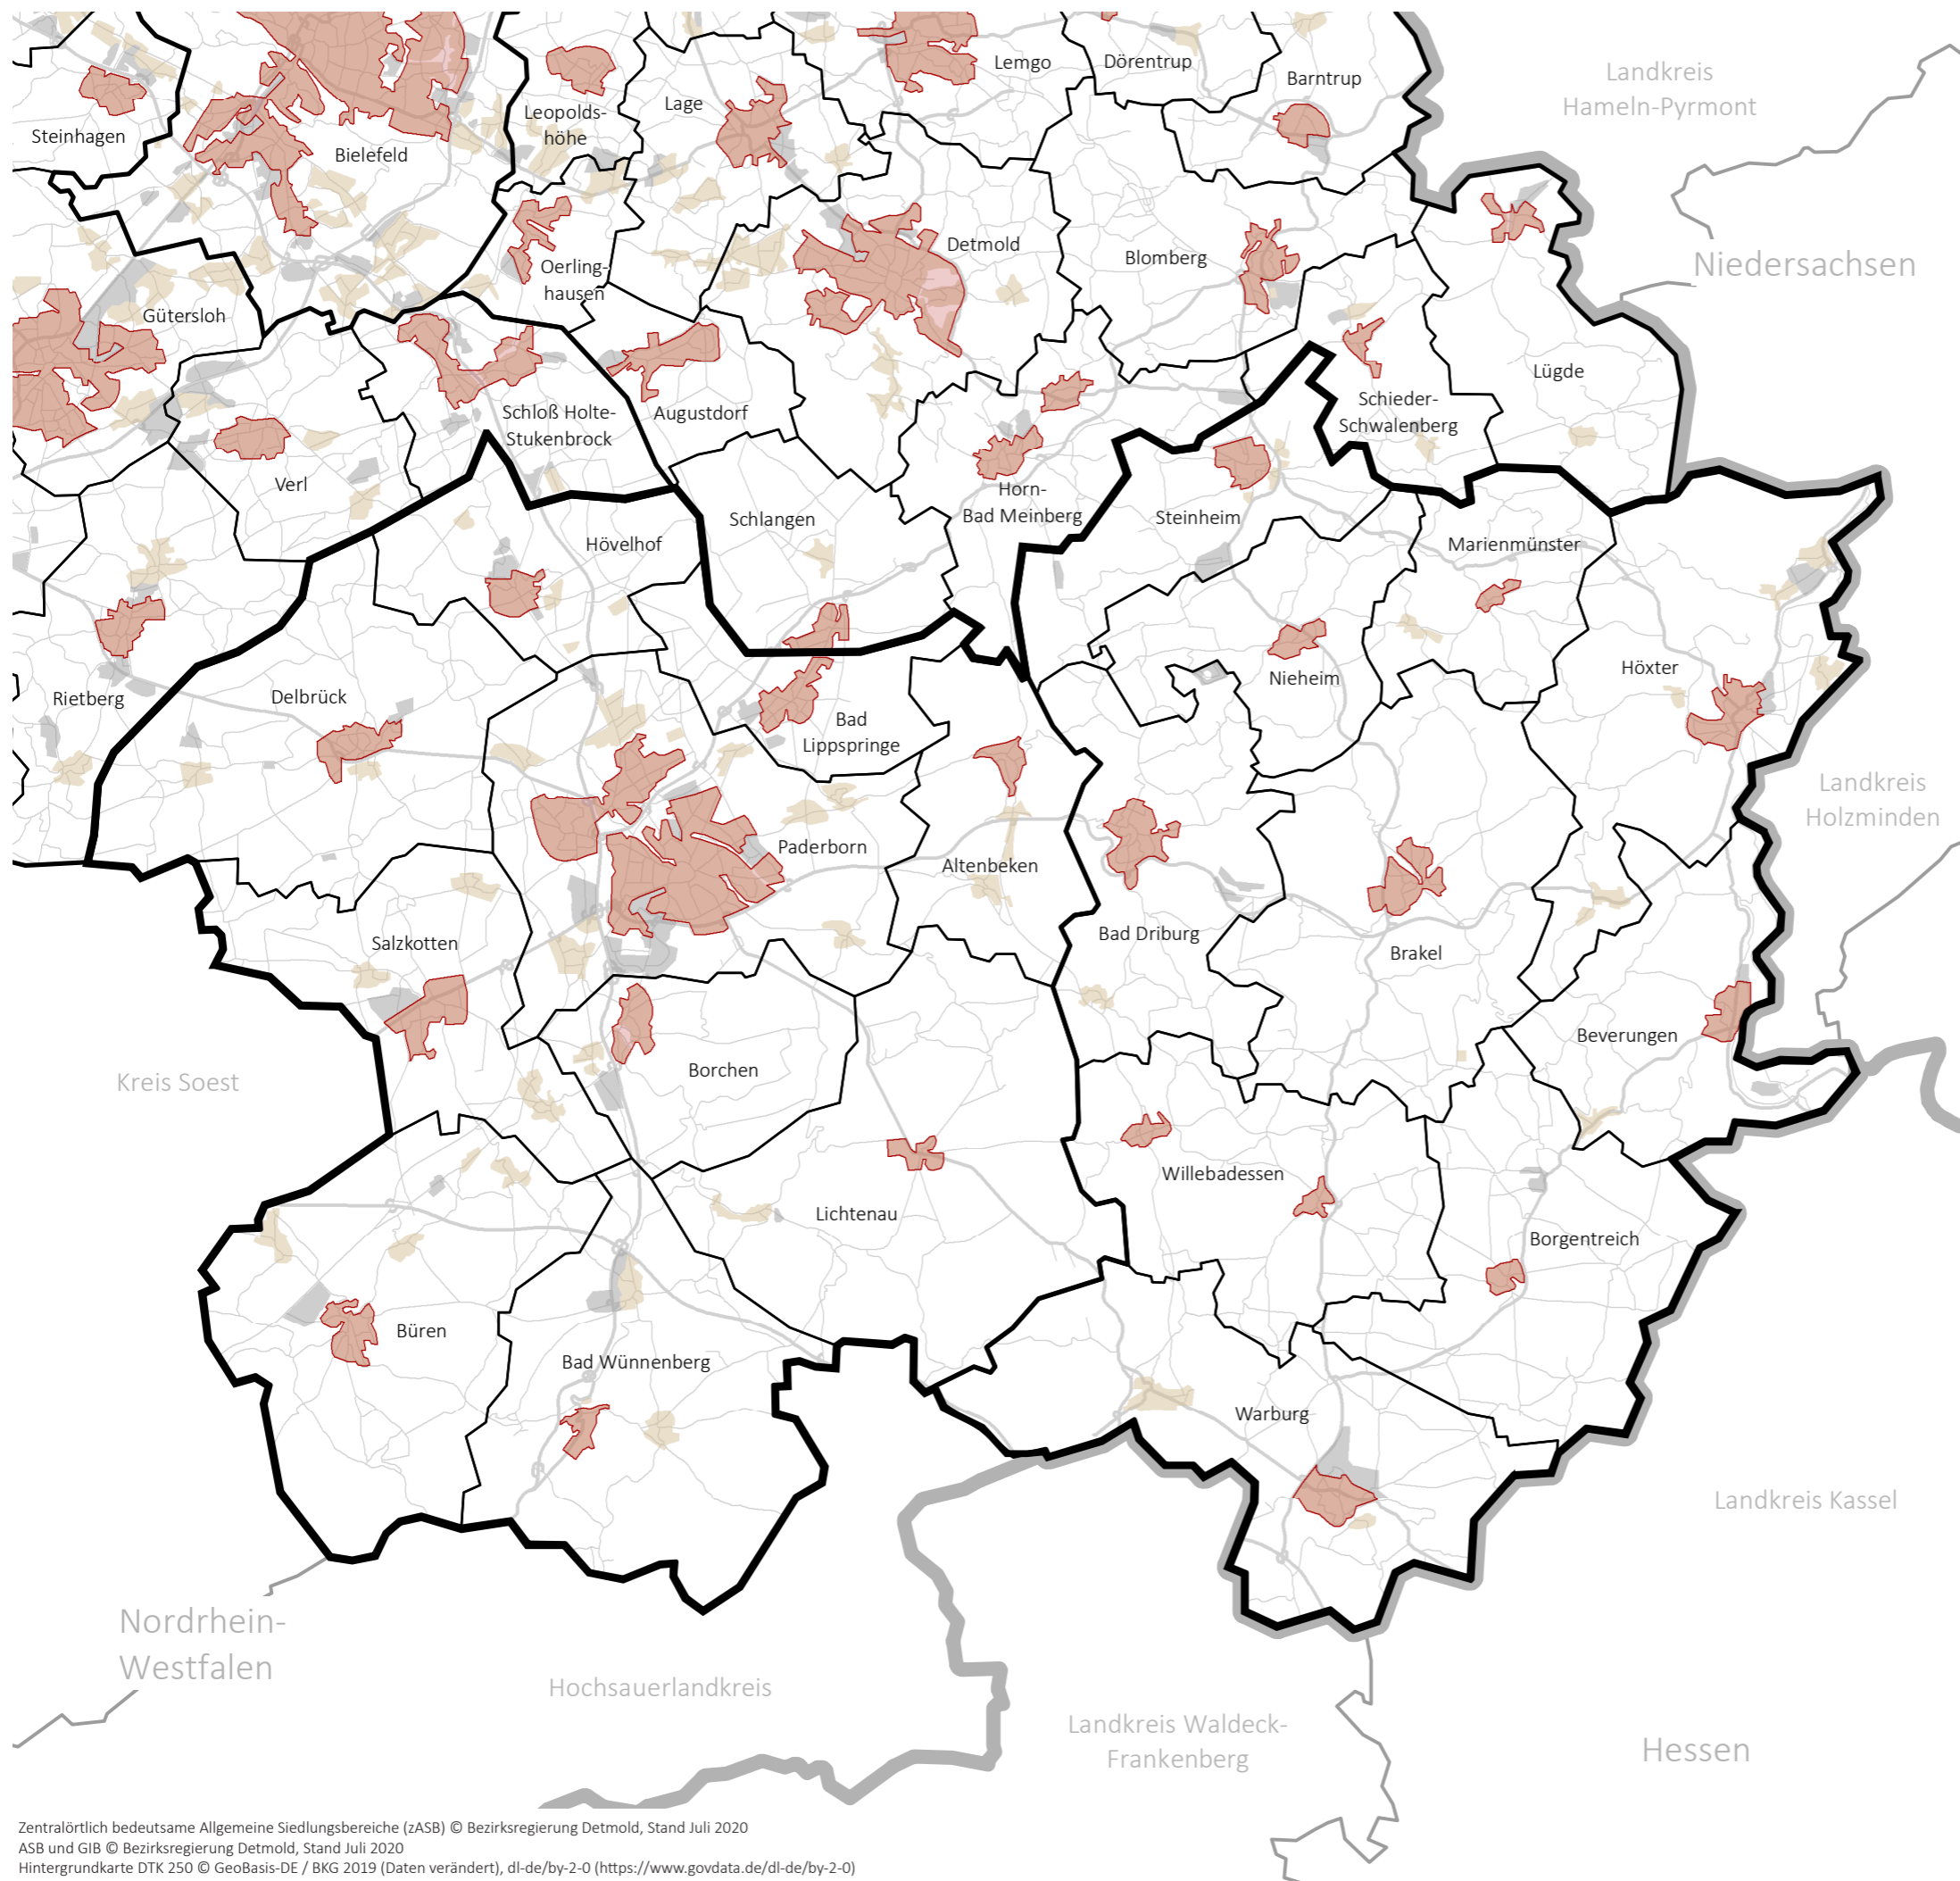 Landkreis
Hameln-Pyrmont
Lemgo
Dörentrup
Barntrup
Lage
Leopolds-
höhe
Steinhagen
Bielefeld
Detmold
Blomberg
Niedersachsen
Oerling-
hausen
Gütersloh
Lügde
Schloß Holte-
Stukenbrock
Augustdorf
Schieder-
Schwalenberg
Verl
Horn-
Bad Meinberg
Schlangen
Steinheim
Hövelhof
Marienmünster
Rietberg
Delbrück
Nieheim
Höxter
Bad
Lippspringe
Landkreis
Holzminden
Paderborn
Altenbeken
Salzkotten
Bad Driburg
Brakel
Beverungen
Kreis Soest
Borchen
Willebadessen
Lichtenau
Borgentreich
Büren
Bad Wünnenberg
Warburg
Landkreis Kassel
Nordrhein-
Westfalen
Hochsauerlandkreis
Landkreis Waldeck-
Frankenberg
Hessen
Zentralörtlich bedeutsame Allgemeine Siedlungsbereiche (zASB) © Bezirksregierung Detmold, Stand Juli 2020
ASB und GIB © Bezirksregierung Detmold, Stand Juli 2020
Hintergrundkarte DTK 250 © GeoBasis-DE / BKG 2019 (Daten verändert), dl-de/by-2-0 (https://www.govdata.de/dl-de/by-2-0)